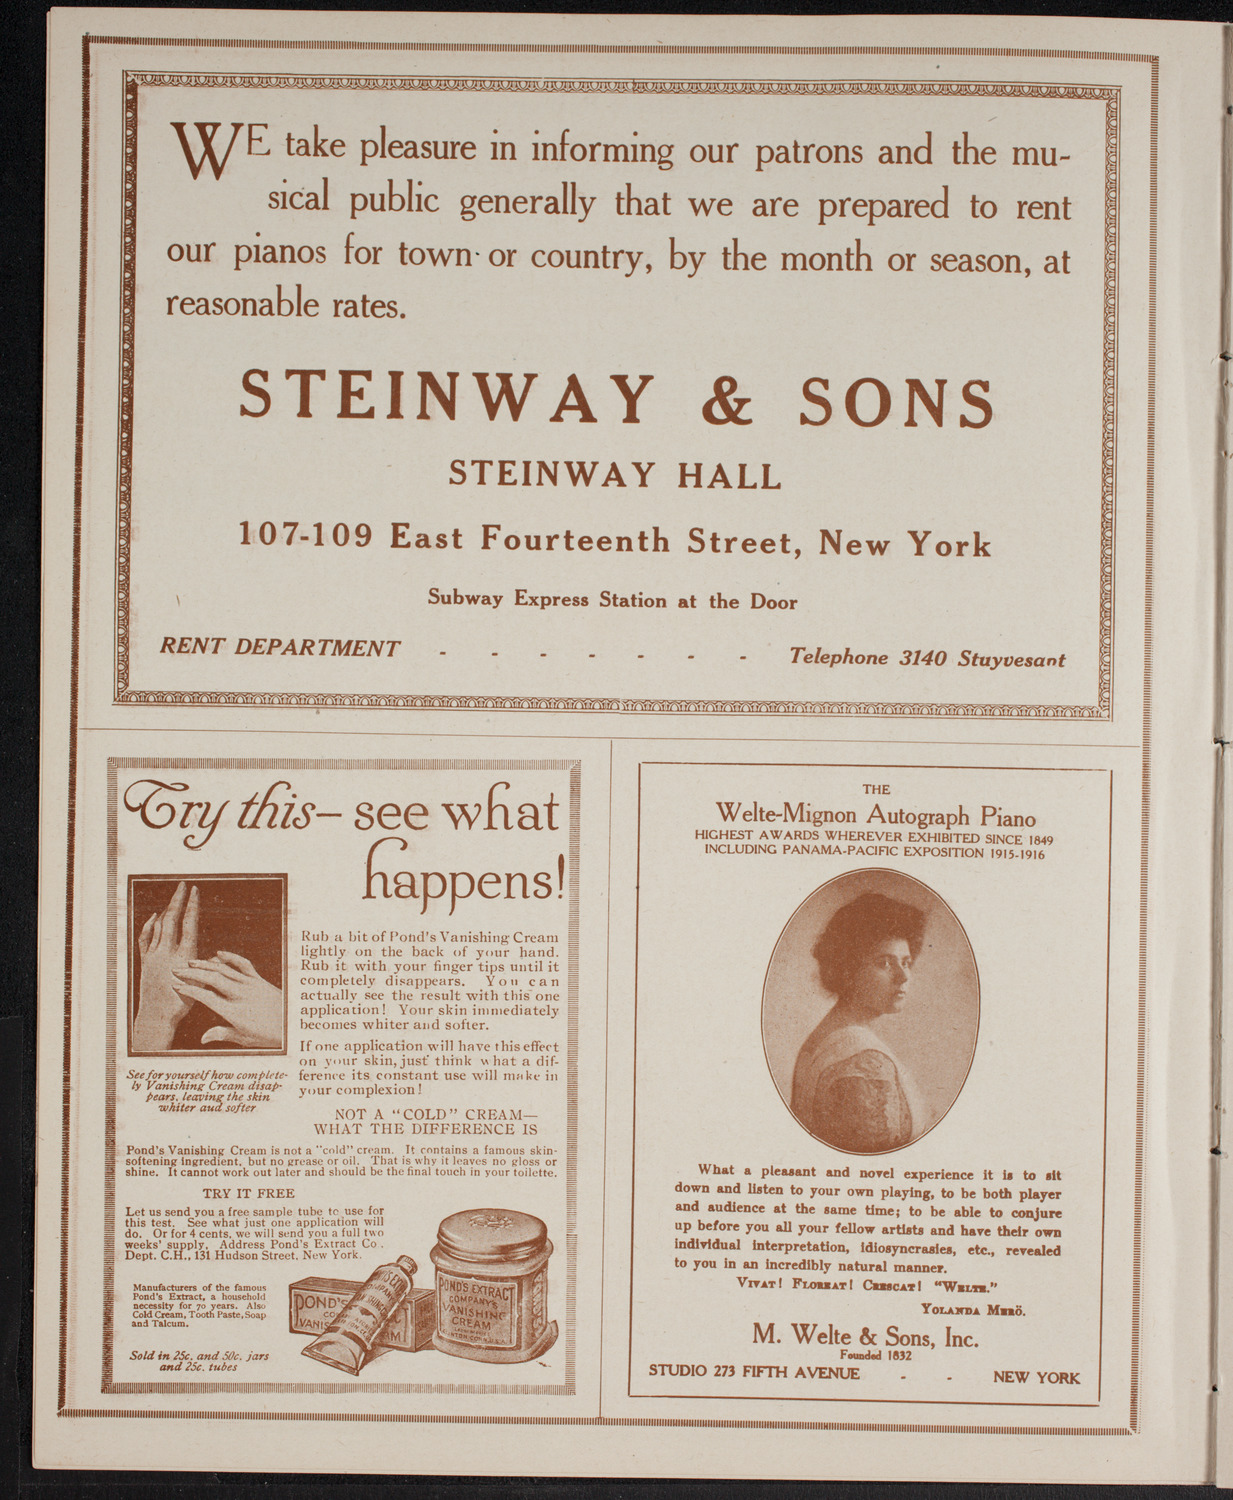 WE take pleasure in informing our patrons and the mu-
sical public generally that we are prepared to rent
our pianos for town or country, by the month or season, at
reasonable rates.
STEINWAY & SONS
STEINWAY HALL
107-109 East Fourteenth Street, New York
Subway Express Station at the Door
RENT DEPARTMENT - - - - - - - Telephone 3140 Stuyvesant
Try this—see what
happens!
Rub a bit of Pond's Vanishing Cream
lightly on the back of your hand.
Rub it with your finger tips until it
completely disappears. You can
actually see the result with this one
application! Your skin immediately
becomes whiter and softer.
If one application will have this effect
on your skin, just think what a dif-
ference its constant use will make in
your complexion!
See for yourself how complete-
ly Vanishing Cream disap-
pears, leaving the skin
whiter and softer
NOT A "COLD" CREAM—
WHAT THE DIFFERENCE IS
Pond's Vanishing Cream is not a "cold" cream. It contains a famous skin-
softening ingredient, but no grease or oil. That is why it leaves no gloss or
shine. It cannot work out later and should be the final touch in your toilette.
TRY IT FREE
Let us send you a free sample tube to use for
this test. See what just one application will
do. Or for 4 cents, we will send you a full two
weeks' supply. Address Pond's Extract Co.,
Dept. C.H., 131 Hudson Street, New York.
Manufacturers of the famous
Pond's Extract, a household
necessity for 70 years. Also
Cold Cream, Tooth Paste, Soap
and Talcum.
Sold in 25c. and 50c. jars
and 25c. tubes
POND'S
VANIS
POND'S EXTRACT
COMPANY'S
VANISHING
CREAM
THE
Welte-Mignon Autograph Piano
HIGHEST AWARDS WHEREVER EXHIBITED SINCE 1849
INCLUDING PANAMA-PACIFIC EXPOSITION 1915-1916
What a pleasant and novel experience it is to sit
down and listen to your own playing, to be both player
and audience at the same time; to be able to conjure
up before you all your fellow artists and have their own
individual interpretation, idiosyncrasies, etc., revealed
to you in an incredibly natural manner.
VIVAT! FLOREAT! CRESCAT! "WELTE."
YOLANDA MERÖ.
M. Welte & Sons, Inc.
Founded 1832
STUDIO 273 FIFTH AVENUE - - NEW YORK